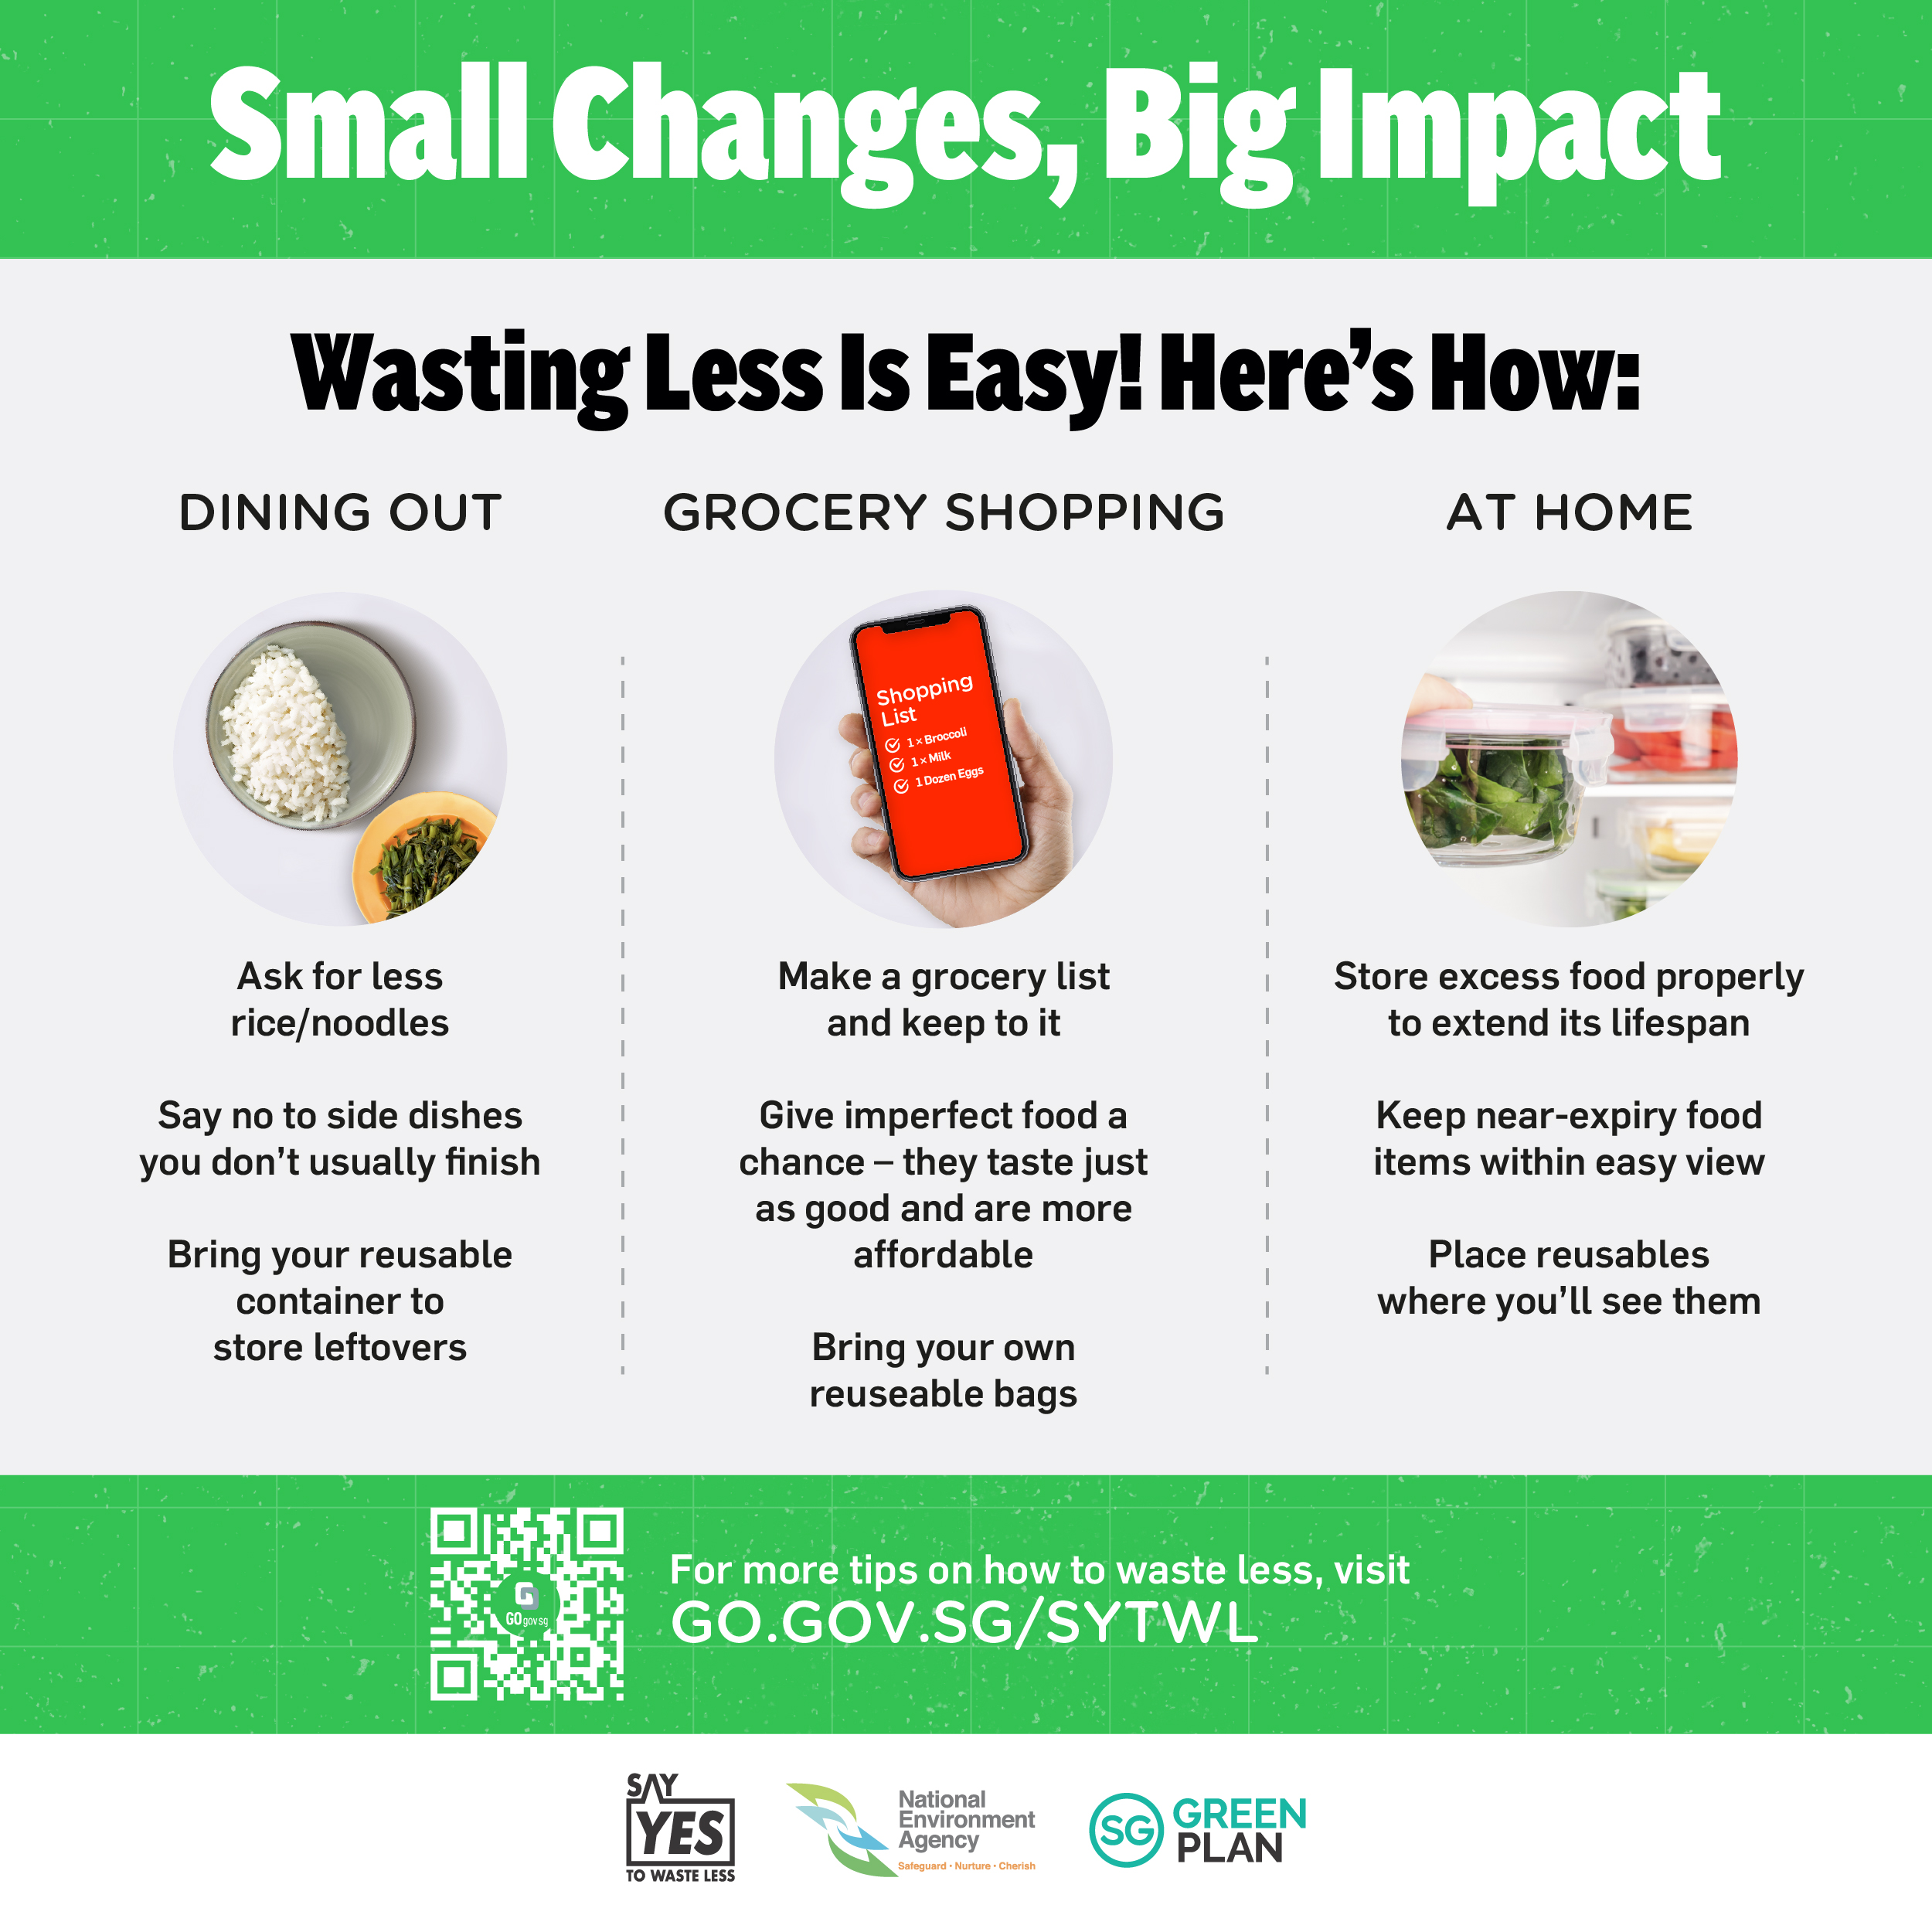 Small Changes, Big Impact
Wasting Less Is Easy! Here's How:
DINING OUT
Ask for less
rice/noodles
Say no to side dishes
you don't usually finish
Bring your reusable
container to
store leftovers
GROCERY SHOPPING
Shopping
List
1 × Broccoli
1 × Milk
1 Dozen Eggs
Make a grocery list
and keep to it
Give imperfect food a
chance – they taste just
as good and are more
affordable
Bring your own
reuseable bags
AT HOME
Store excess food properly
to extend its lifespan
Keep near-expiry food
items within easy view
Place reusables
where you'll see them
GOgovsg
For more tips on how to waste less, visit
GO.GOV.SG/SYTWL
SAY
YES
TO WASTE LESS
National
Environment
Agency
Safeguard · Nurture · Cherish
SG
GREEN
PLAN